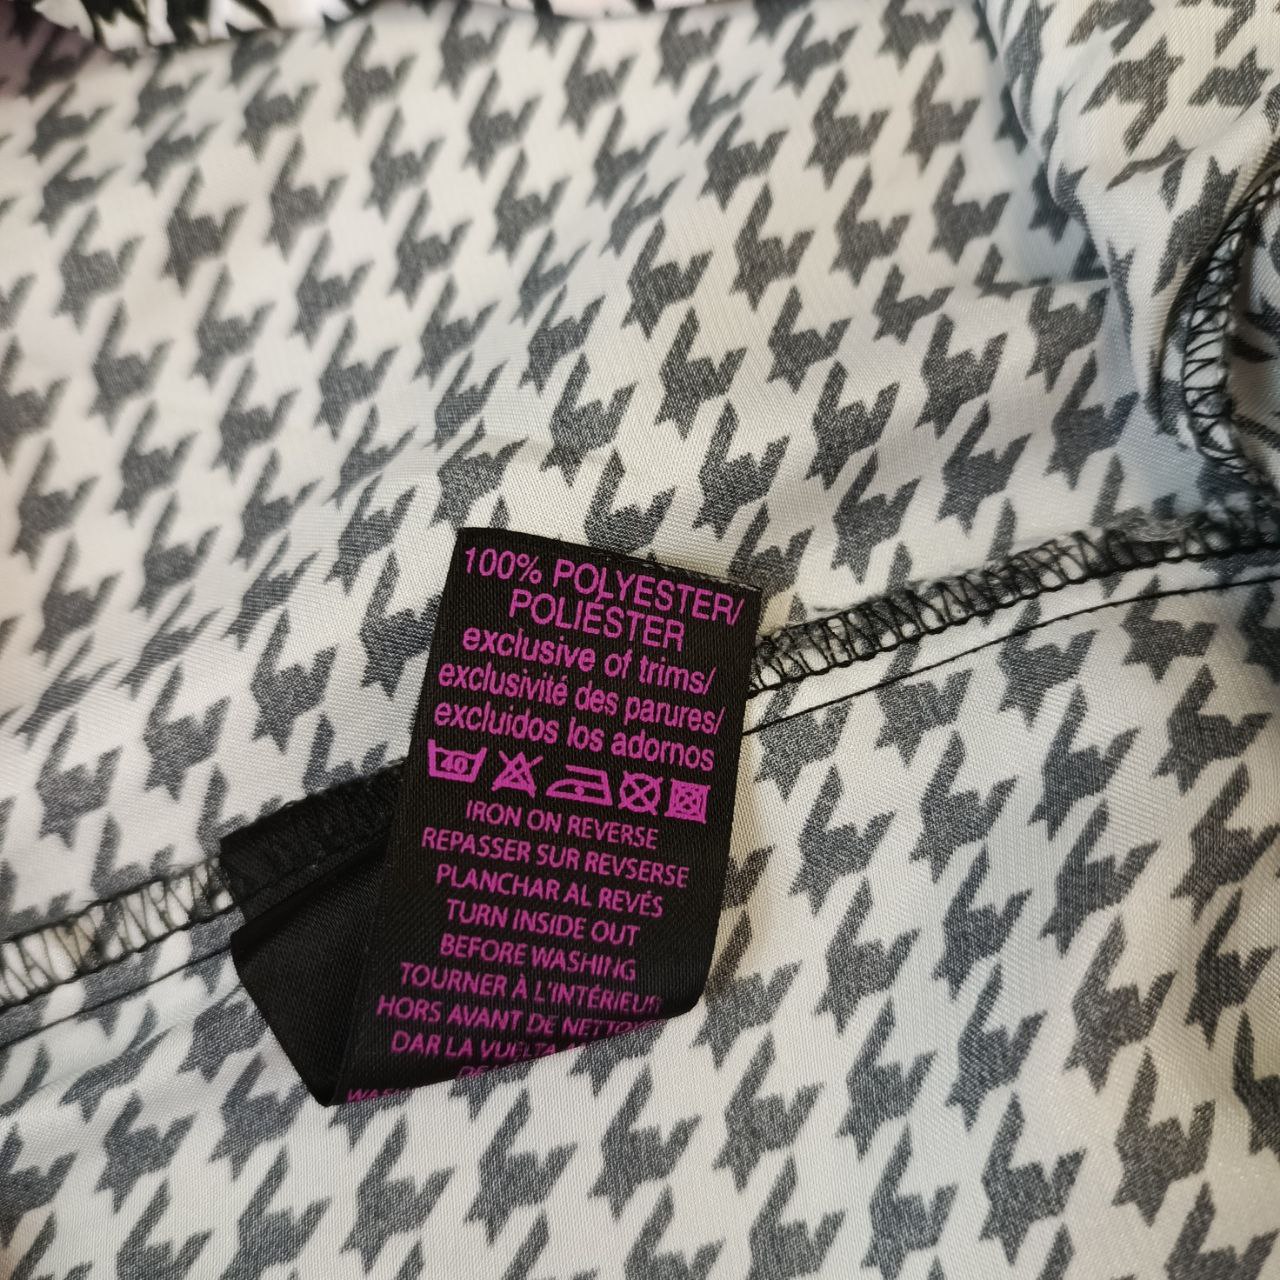 100% POLYESTER/
POLIÉSTER
exclusive of trims/
exclusivité des parures/
excluidos los adornos
40
IRON ON REVERSE
REPASSER SUR REVSERSE
PLANCHAR AL REVÉS
TURN INSIDE OUT
BEFORE WASHING
TOURNER À L'INTÉRIEUR
HORS AVANT DE
DAR LA VUELTA